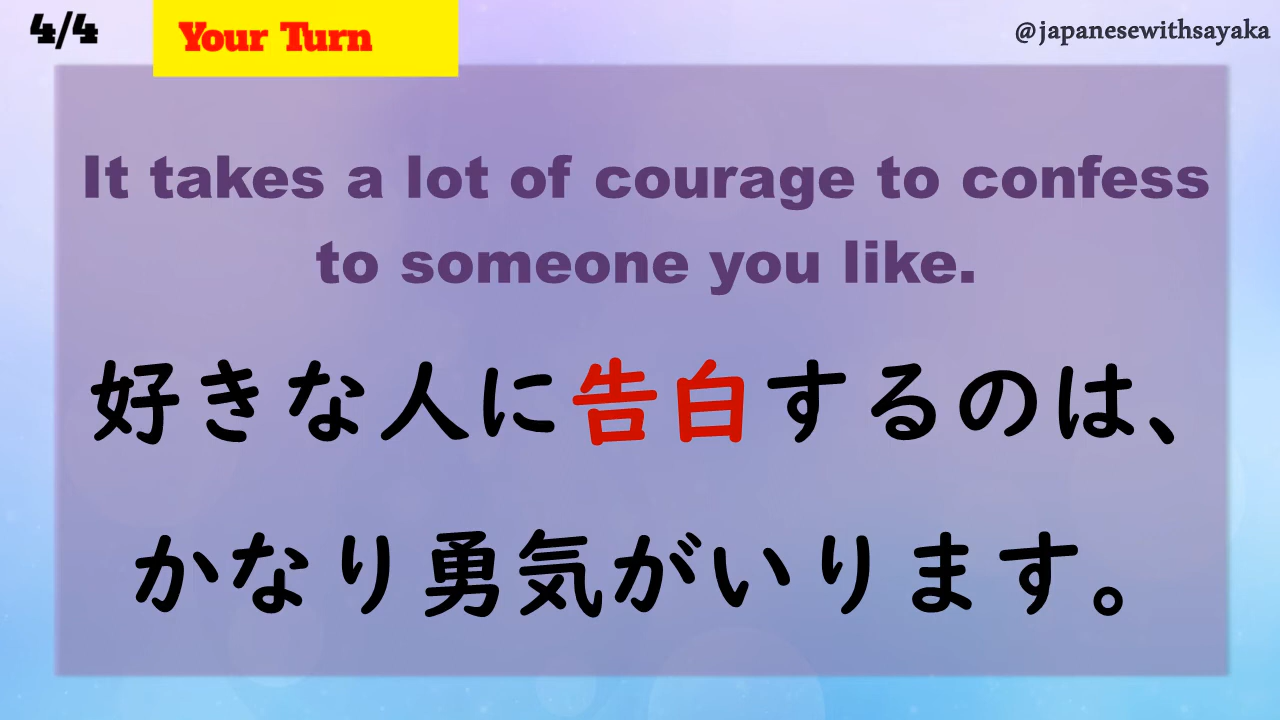 4/4
Your Turn
@japanesewithsayaka
It takes a lot of courage to confess
to someone you like.
好きな人に告白するのは、
かなり勇気がいります。